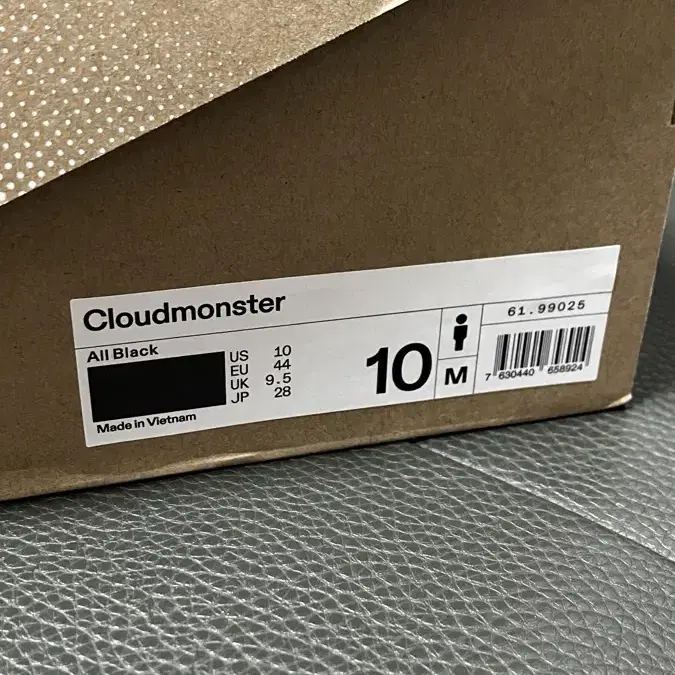 Cloudmonster
All Black
US 10
EU 44
UK 9.5
JP 28
Made in Vietnam
10
M
61.99025
7 630440 658924